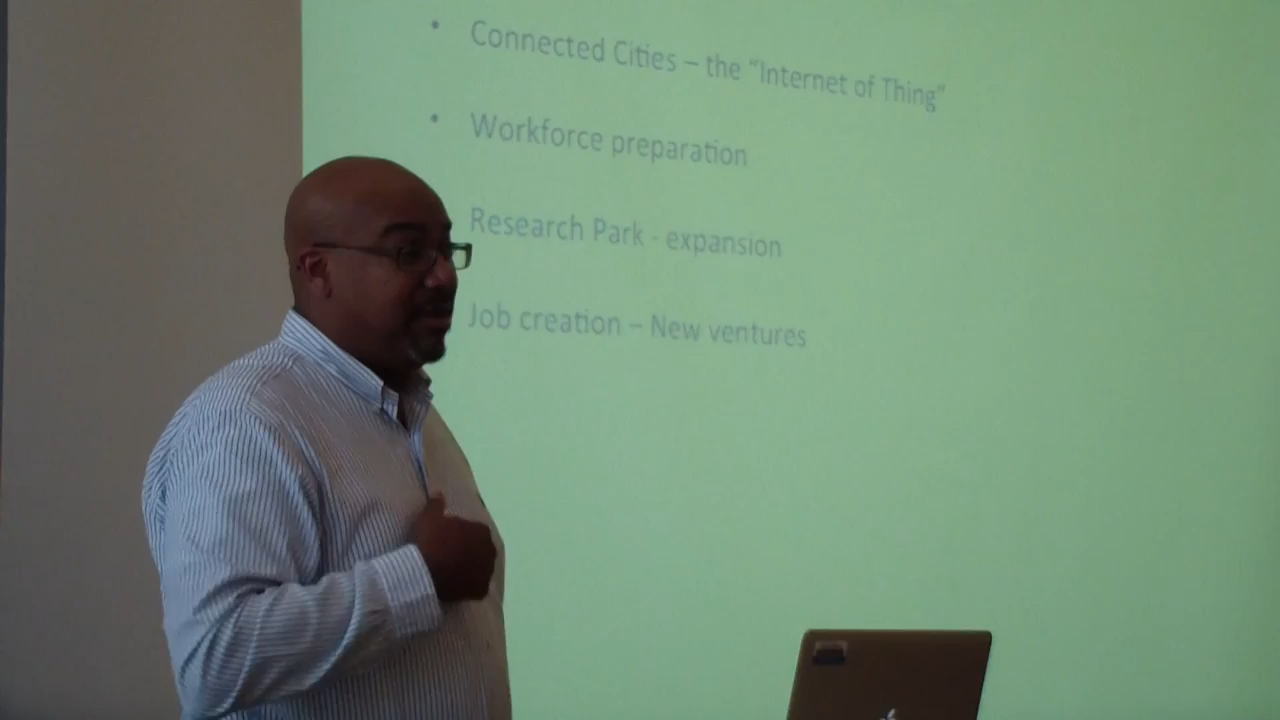 • Connected Cities – the “Internet of Thing”
• Workforce preparation
Research Park - expansion
Job creation – New ventures